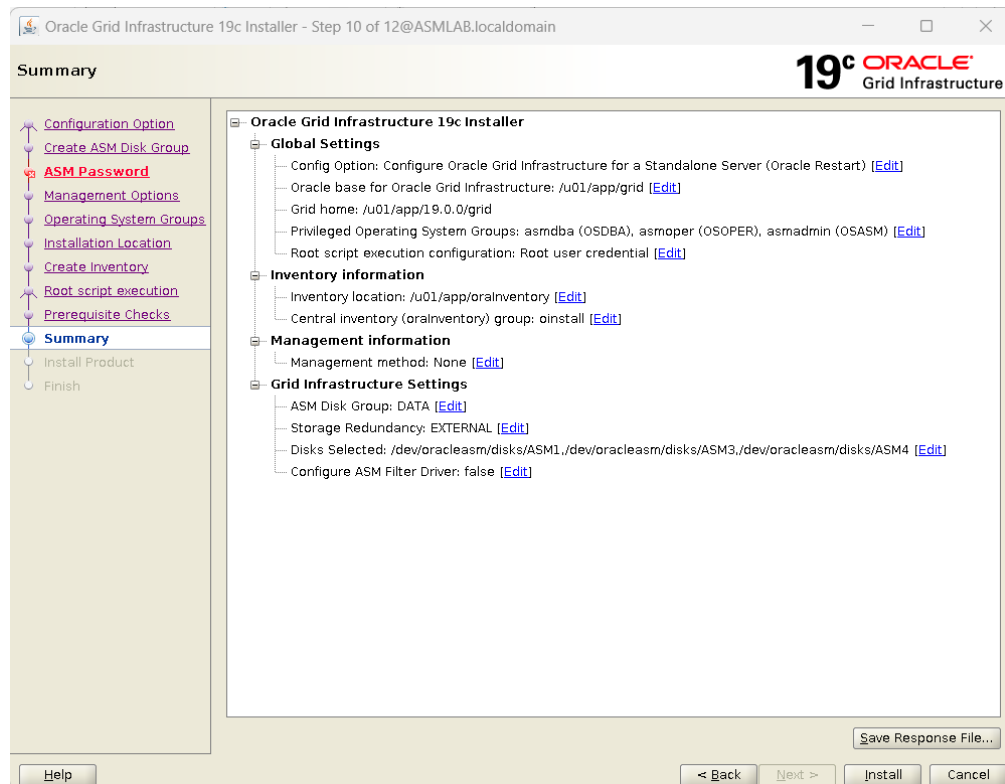 Oracle Grid Infrastructure 19c Installer - Step 10 of 12@ASMLAB.localdomain
Summary
19c ORACLE
Grid Infrastructure
Configuration Option
Create ASM Disk Group
ASM Password
Management Options
Operating System Groups
Installation Location
Create Inventory
Root script execution
Prerequisite Checks
Summary
Install Product
Finish
Oracle Grid Infrastructure 19c Installer
Global Settings
Config Option: Configure Oracle Grid Infrastructure for a Standalone Server (Oracle Restart) [Edit]
Oracle base for Oracle Grid Infrastructure: /u01/app/grid [Edit]
Grid home: /u01/app/19.0.0/grid
Privileged Operating System Groups: asmdba (OSDBA), asmoper (OSOPER), asmadmin (OSASM) [Edit]
Root script execution configuration: Root user credential [Edit]
Inventory information
Inventory location: /u01/app/oraInventory [Edit]
Central inventory (oraInventory) group: oinstall [Edit]
Management information
Management method: None [Edit]
Grid Infrastructure Settings
ASM Disk Group: DATA [Edit]
Storage Redundancy: EXTERNAL [Edit]
Disks Selected: /dev/oracleasm/disks/ASM1,/dev/oracleasm/disks/ASM3,/dev/oracleasm/disks/ASM4 [Edit]
Configure ASM Filter Driver: false [Edit]
Save Response File...
Help
< Back
Next >
Install
Cancel